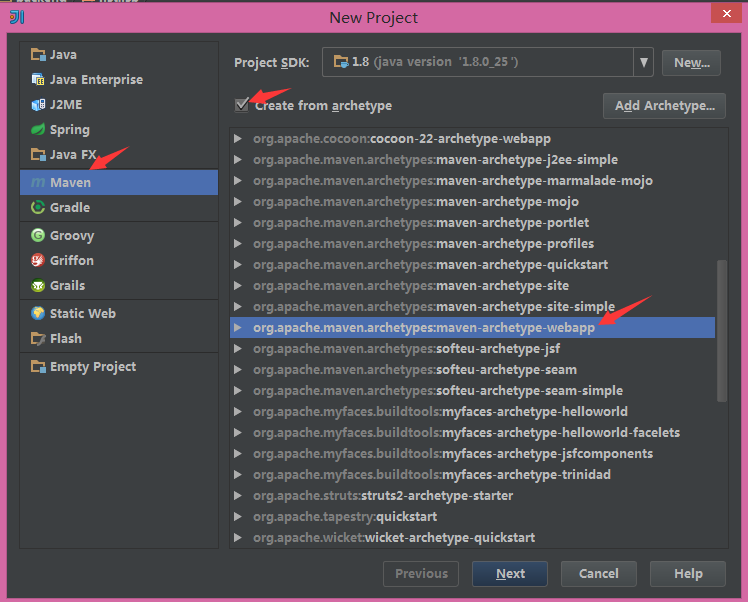 New Project
Java
Java Enterprise
J2ME
Spring
Java FX
Maven
Gradle
Groovy
Griffon
Grails
Static Web
Flash
Empty Project
Project SDK: 1.8 (java version '1.8.0_25') New...
Create from archetype Add Archetype...
org.apache.cocoon:cocoon-22-archetype-webapp
org.apache.maven.archetypes:maven-archetype-j2ee-simple
org.apache.maven.archetypes:maven-archetype-marmalade-mojo
org.apache.maven.archetypes:maven-archetype-mojo
org.apache.maven.archetypes:maven-archetype-portlet
org.apache.maven.archetypes:maven-archetype-profiles
org.apache.maven.archetypes:maven-archetype-quickstart
org.apache.maven.archetypes:maven-archetype-site
org.apache.maven.archetypes:maven-archetype-site-simple
org.apache.maven.archetypes:maven-archetype-webapp
org.apache.maven.archetypes:softeu-archetype-jsf
org.apache.maven.archetypes:softeu-archetype-seam
org.apache.maven.archetypes:softeu-archetype-seam-simple
org.apache.myfaces.buildtools:myfaces-archetype-helloworld
org.apache.myfaces.buildtools:myfaces-archetype-helloworld-facelets
org.apache.myfaces.buildtools:myfaces-archetype-jsfcomponents
org.apache.myfaces.buildtools:myfaces-archetype-trinidad
org.apache.struts:struts2-archetype-starter
org.apache.tapestry:quickstart
org.apache.wicket:wicket-archetype-quickstart
Previous Next Cancel Help